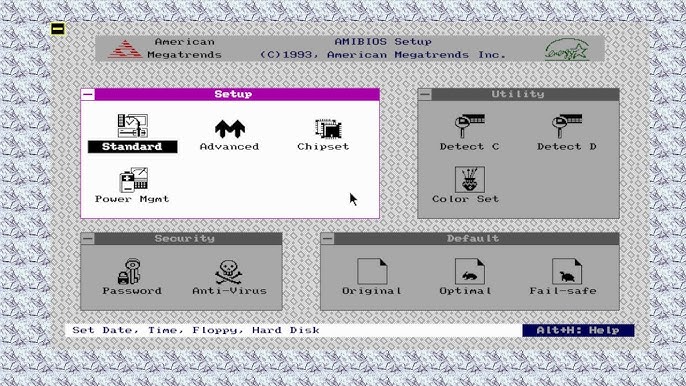 American Megatrends
AMIBIOS Setup
(C)1993, American Megatrends Inc.
energy
Setup
Standard
Advanced
Chipset
Power Mgmt
Utility
Detect C
Detect D
Color Set
Security
Password
Anti-Virus
Default
Original
Optimal
Fail-safe
Set Date, Time, Floppy, Hard Disk
Alt+H: Help